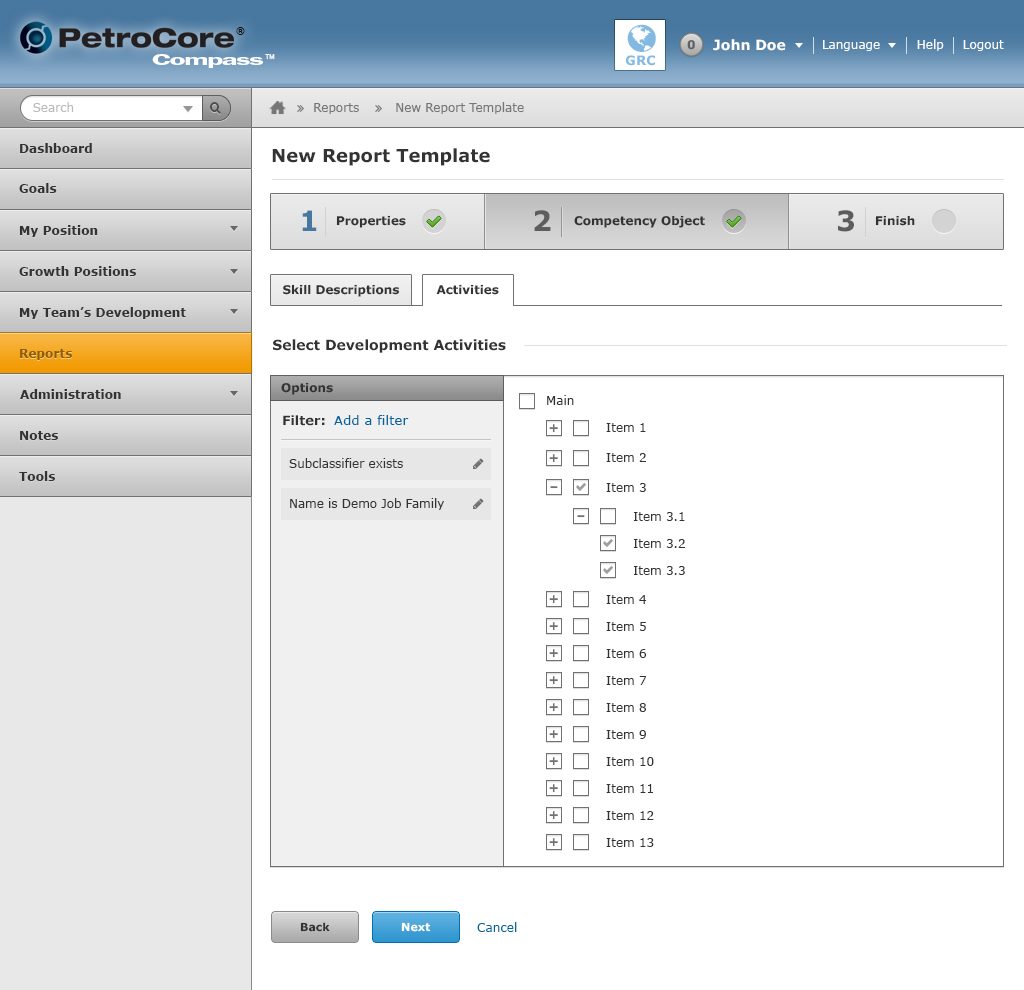 PetroCore®
Compass™
GRC
0 John Doe Language Help Logout
Search
» Reports » New Report Template
Dashboard
Goals
My Position
Growth Positions
My Team’s Development
Reports
Administration
Notes
Tools
New Report Template
1 Properties 2 Competency Object 3 Finish
Skill Descriptions Activities
Select Development Activities
Options
Filter: Add a filter
Subclassifier exists
Name is Demo Job Family
Main
Item 1
Item 2
Item 3
Item 3.1
Item 3.2
Item 3.3
Item 4
Item 5
Item 6
Item 7
Item 8
Item 9
Item 10
Item 11
Item 12
Item 13
Back Next Cancel